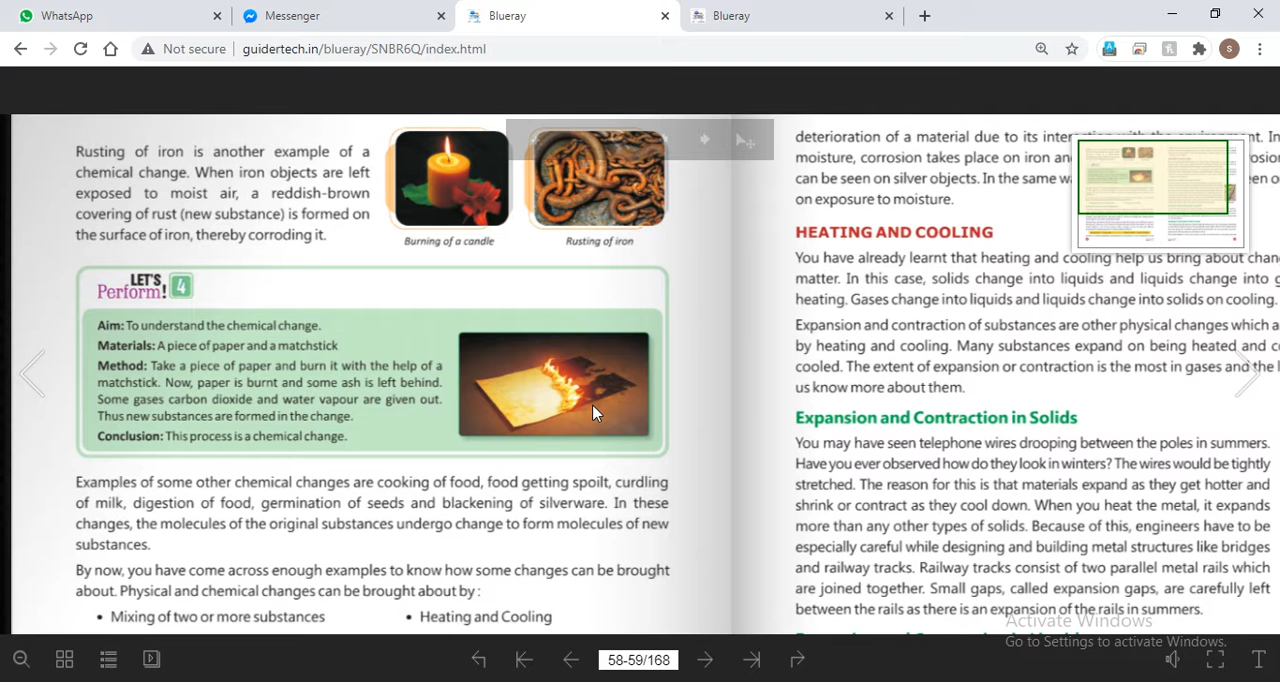 WhatsApp
Messenger
Blueray
Blueray
Not secure
guidertech.in/blueray/SNBR6Q/index.html
S
Rusting of iron is another example of a
chemical change. When iron objects are left
exposed to moist air, a reddish-brown
covering of rust (new substance) is formed on
the surface of iron, thereby corroding it.
Burning of a candle
Rusting of iron
LET'S
Perform! 4
Aim: To understand the chemical change.
Materials: A piece of paper and a matchstick
Method: Take a piece of paper and burn it with the help of a
matchstick. Now, paper is burnt and some ash is left behind.
Some gases carbon dioxide and water vapour are given out.
Thus new substances are formed in the change.
Conclusion: This process is a chemical change.
Examples of some other chemical changes are cooking of food, food getting spoilt, curdling
of milk, digestion of food, germination of seeds and blackening of silverware. In these
changes, the molecules of the original substances undergo change to form molecules of new
substances.
By now, you have come across enough examples to know how some changes can be brought
about. Physical and chemical changes can be brought about by :
• Mixing of two or more substances
• Heating and Cooling
deterioration of a material due to its interaction with the environment. In
moisture, corrosion takes place on iron and
can be seen on silver objects. In the same
on exposure to moisture.
HEATING AND COOLING
You have already learnt that heating and cooling help us bring about
matter. In this case, solids change into liquids and liquids change into
heating. Gases change into liquids and liquids change into solids on cooling.
Expansion and contraction of substances are other physical changes which
by heating and cooling. Many substances expand on being heated and
cooled. The extent of expansion or contraction is the most in gases and the
us know more about them.
Expansion and Contraction in Solids
You may have seen telephone wires drooping between the poles in summers.
Have you ever observed how do they look in winters? The wires would be tightly
stretched. The reason for this is that materials expand as they get hotter and
shrink or contract as they cool down. When you heat the metal, it expands
more than any other types of solids. Because of this, engineers have to be
especially careful while designing and building metal structures like bridges
and railway tracks. Railway tracks consist of two parallel metal rails which
are joined together. Small gaps, called expansion gaps, are carefully left
between the rails as there is an expansion of the rails in summers.
Activate Windows
Go to Settings to activate Windows.
58-59/168